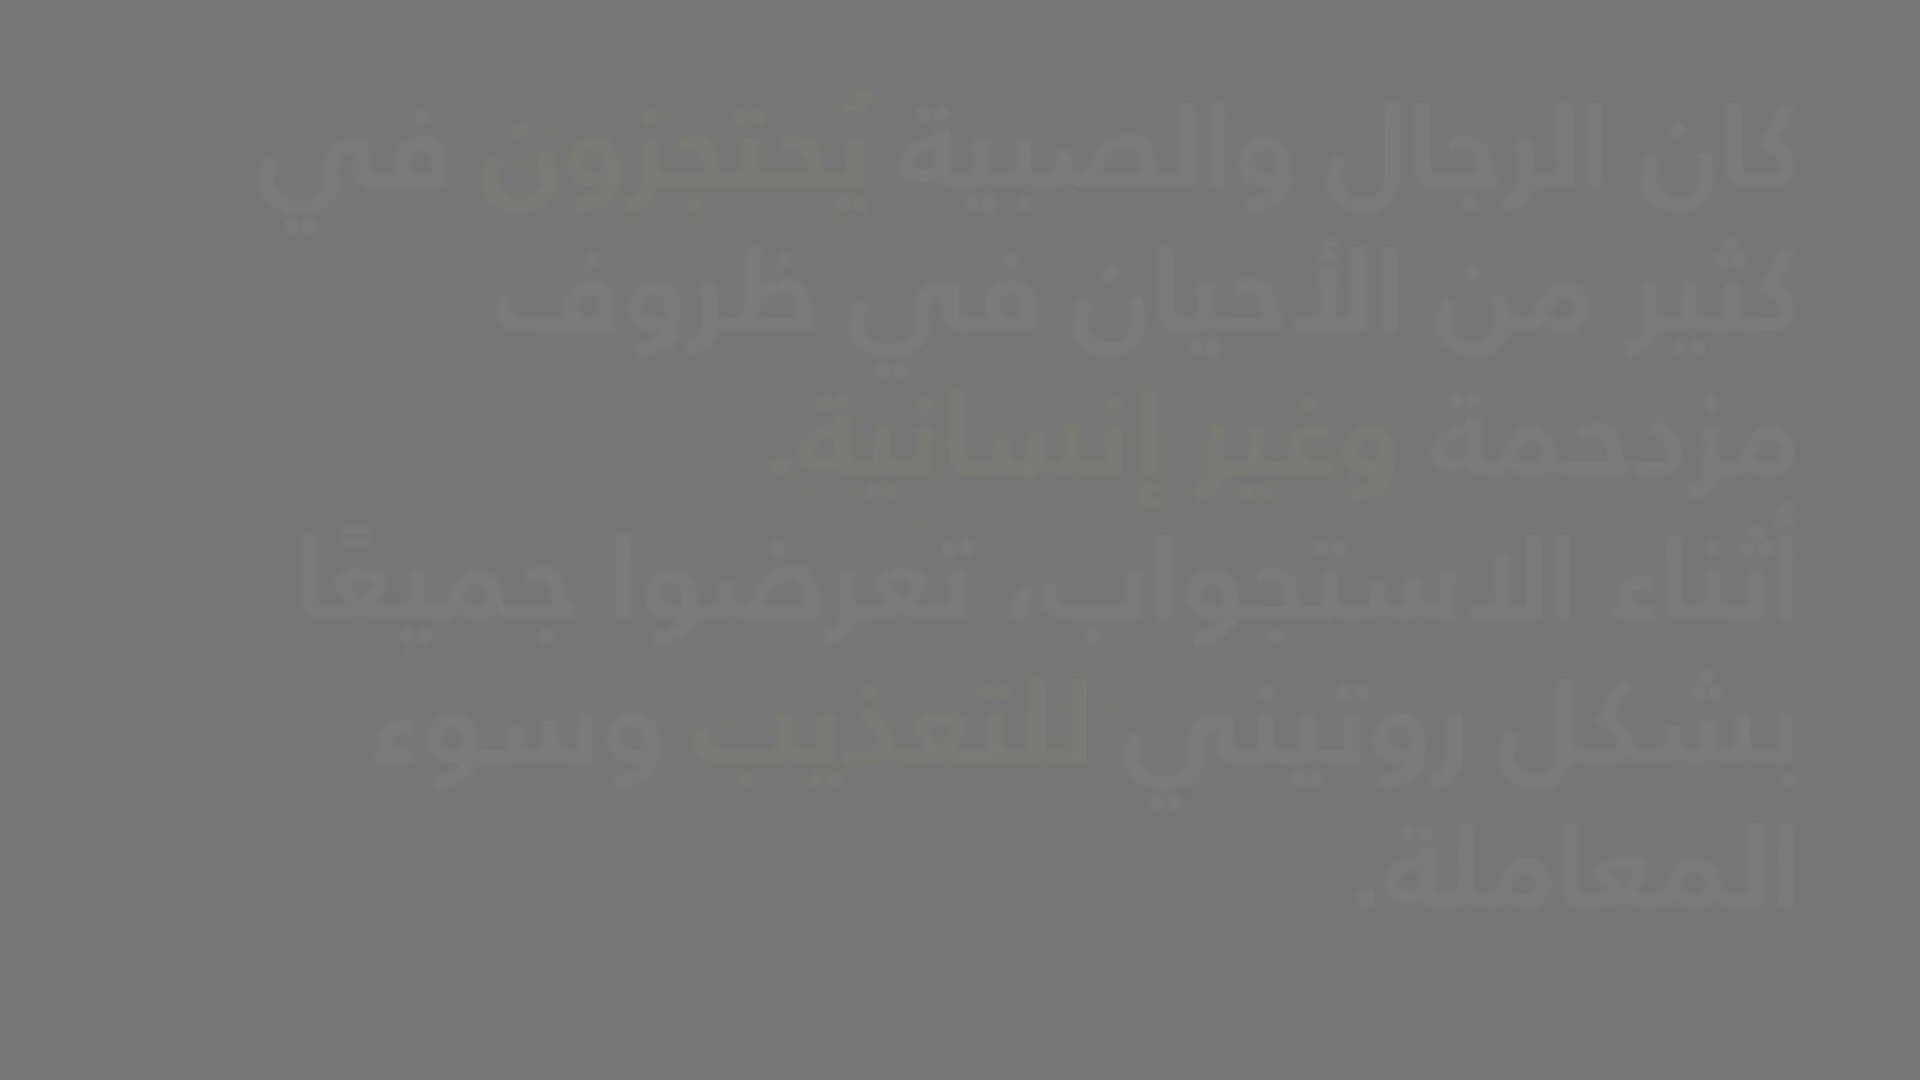 كان الرجال والصبية يُحتجزون في
كثير من الأحيان في ظروف
مزدحمة وغير إنسانية.
أثناء الاستجواب، تعرضوا جميعًا
بشكل روتيني للتعذيب وسوء
المعاملة.